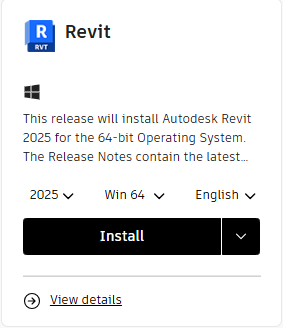 R
RVT
Revit
This release will install Autodesk Revit
2025 for the 64-bit Operating System.
The Release Notes contain the latest...
2025 Win 64 English
Install
View details